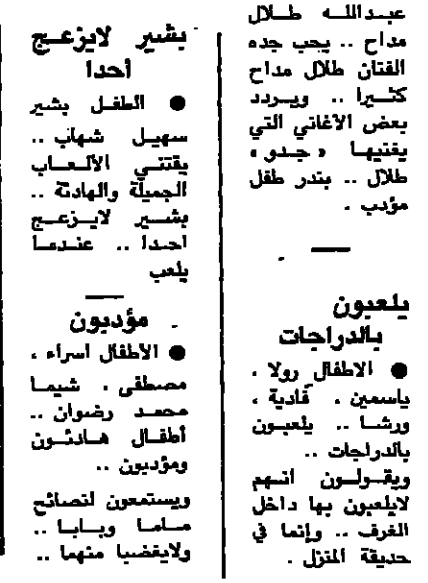 عبدالله طلال
مداح .. يحب جده
الفنان طلال مداح
كثيرا .. ويردد
بعض الاغاني التي
يغنيها « جدو »
طلال .. بندر طفل
مؤدب .
يلعبون
بالدراجات
● الاطفال رولا ،
ياسمين ، فادية ،
ورشا .. يلعبون
بالدراجات ..
ويقولون انهم
لايلعبون بها داخل
الغرف .. وإنما في
حديقة المنزل .
بشير لايزعج
أحدا
● الطفل بشير
سهيل شهاب ..
يقتني الألعاب
الجميلة والهادئة ..
بشير لايزعج
احدا .. عندما
يلعب
مؤدبون
● الاطفال اسراء ،
مصطفى ، شيما
محمد رضوان ..
أطفال هادئون
ومؤدبون ..
ويستمعون لنصائح
ماما وبابا ..
ولايغضبا منهما ..